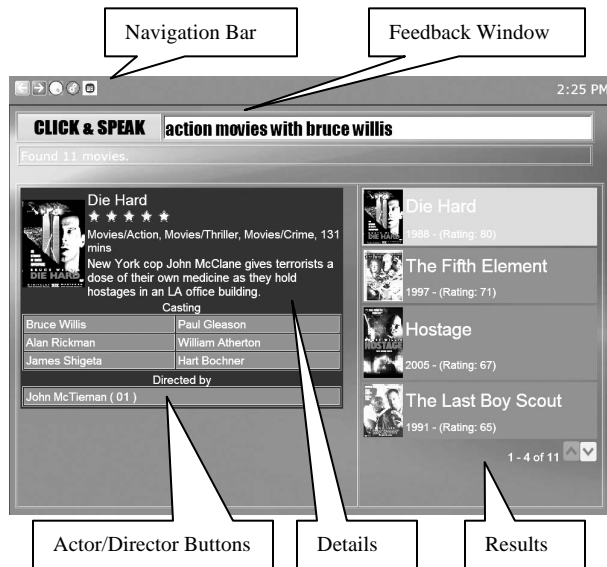 Navigation Bar
Feedback Window
2:25 PM
CLICK & SPEAK
action movies with bruce willis
Found 11 movies.
Die Hard
Movies/Action, Movies/Thriller, Movies/Crime, 131
mins
New York cop John McClane gives terrorists a
dose of their own medicine as they hold
hostages in an LA office building.
Casting
Bruce Willis
Paul Gleason
Alan Rickman
William Atherton
James Shigeta
Hart Bochner
Directed by
John McTiernan ( 01 )
DIE HARD
Die Hard
1988 - (Rating: 80)
The Fifth Element
1997 - (Rating: 71)
HOSTAGE
Hostage
2005 - (Rating: 67)
The Last Boy Scout
1991 - (Rating: 65)
1 - 4 of 11
Actor/Director Buttons
Details
Results